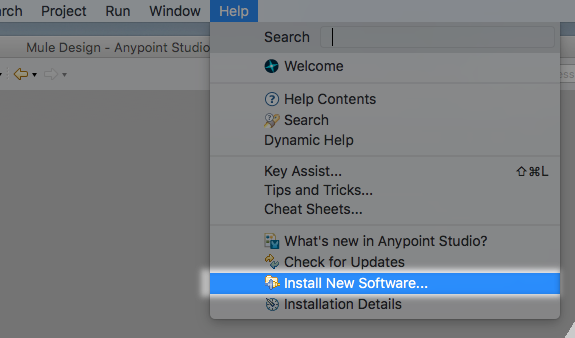 rch Project Run Window Help
Mule Design - Anypoint Studio
Search
Welcome
Help Contents
Search
Dynamic Help
Key Assist... ⇧⌘L
Tips and Tricks...
Cheat Sheets...
What's new in Anypoint Studio?
Check for Updates
Install New Software...
Installation Details